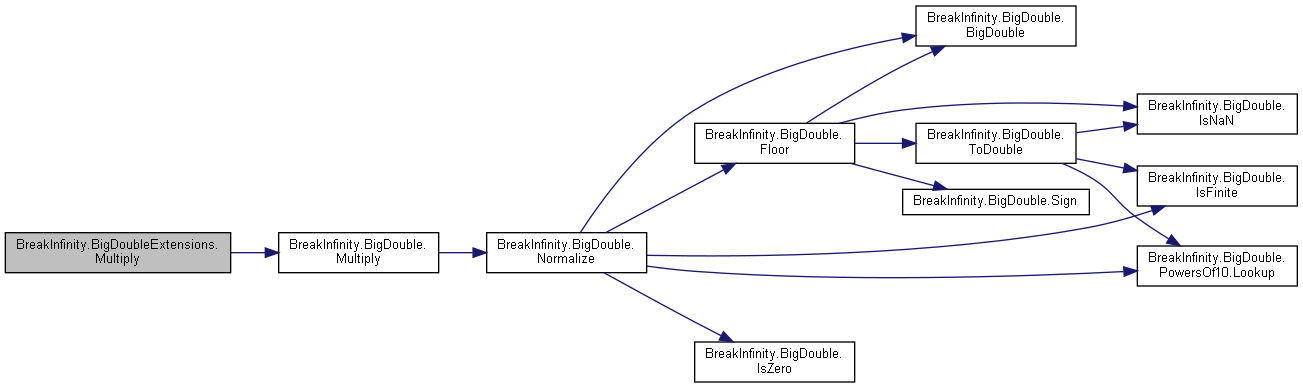 BreakInfinity.BigDoubleExtensions.
Multiply
BreakInfinity.BigDouble.
Multiply
BreakInfinity.BigDouble.
Normalize
BreakInfinity.BigDouble.
Floor
BreakInfinity.BigDouble.
IsZero
BreakInfinity.BigDouble.
BigDouble
BreakInfinity.BigDouble.
ToDouble
BreakInfinity.BigDouble.Sign
BreakInfinity.BigDouble.
IsNaN
BreakInfinity.BigDouble.
IsFinite
BreakInfinity.BigDouble.
PowersOf10.Lookup